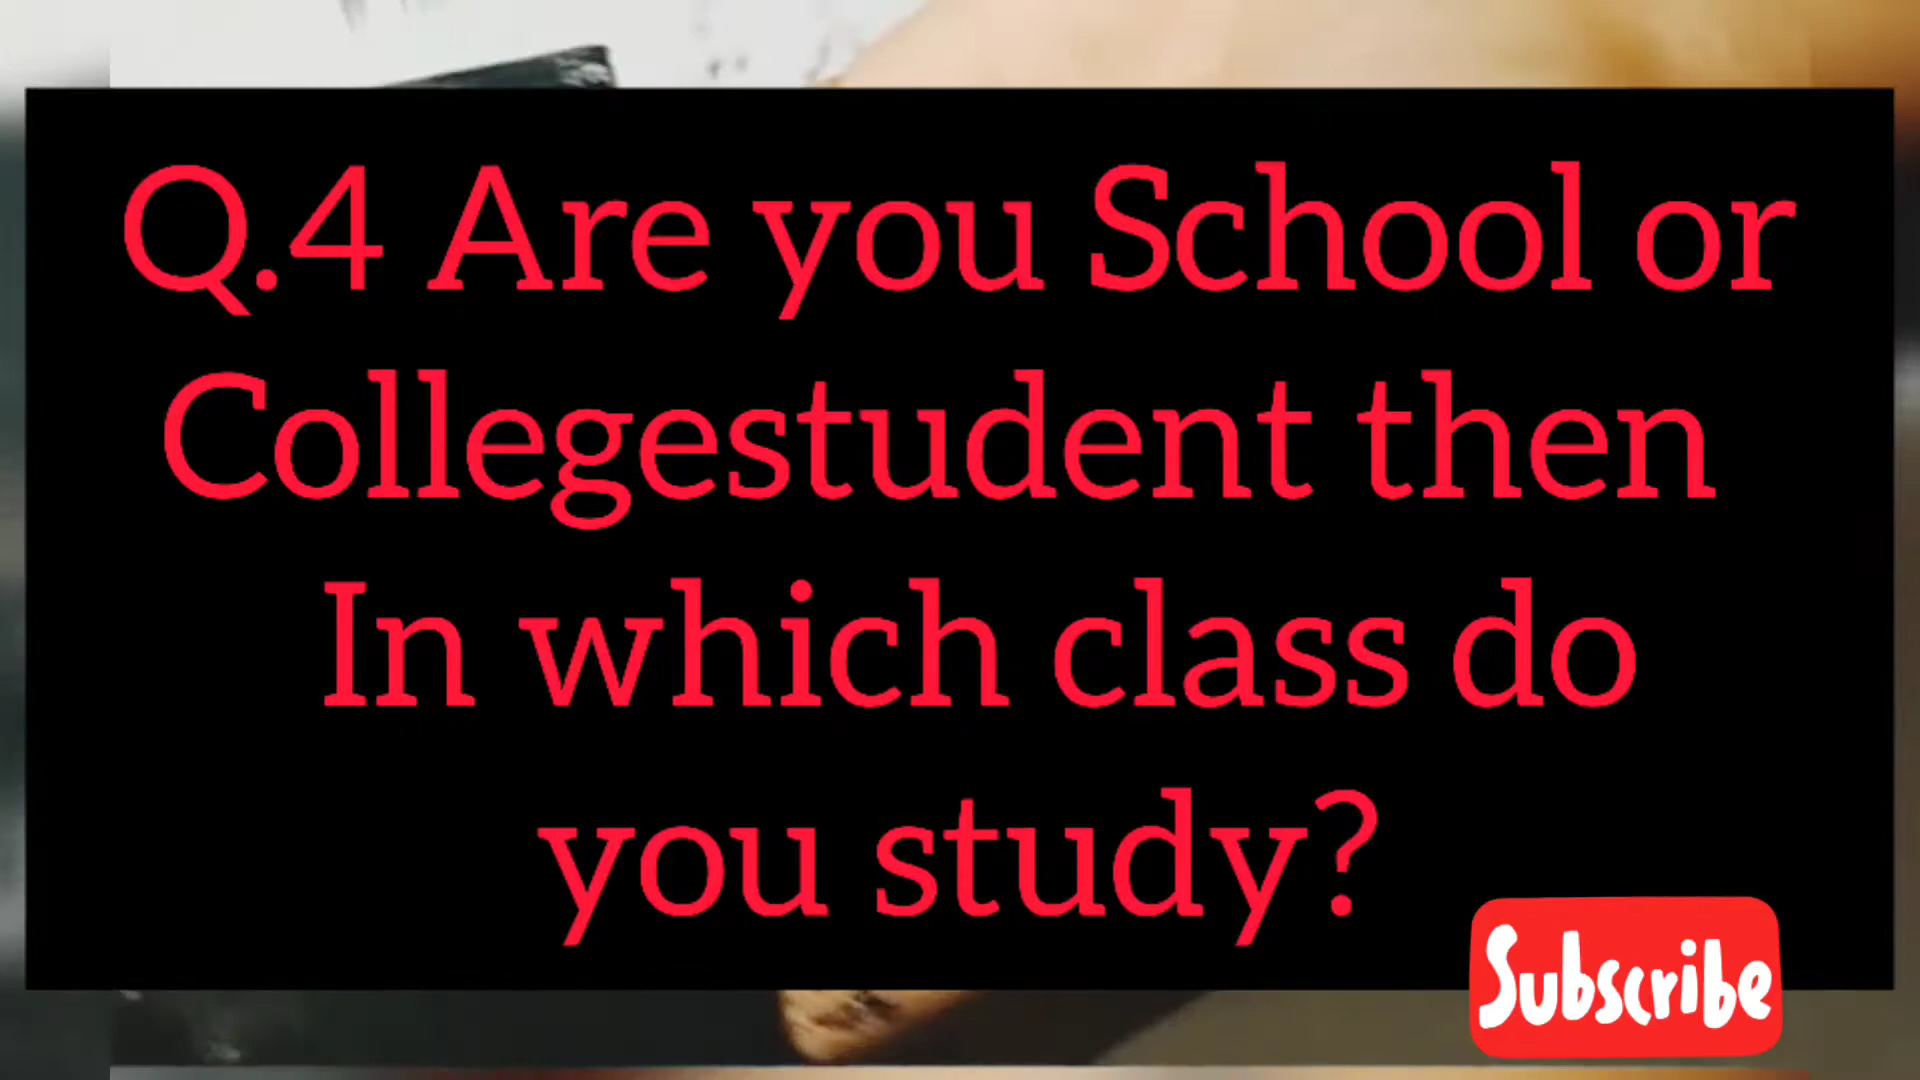 Q.4 Are you School or
Collegestudent then
In which class do
you study?
Subscribe